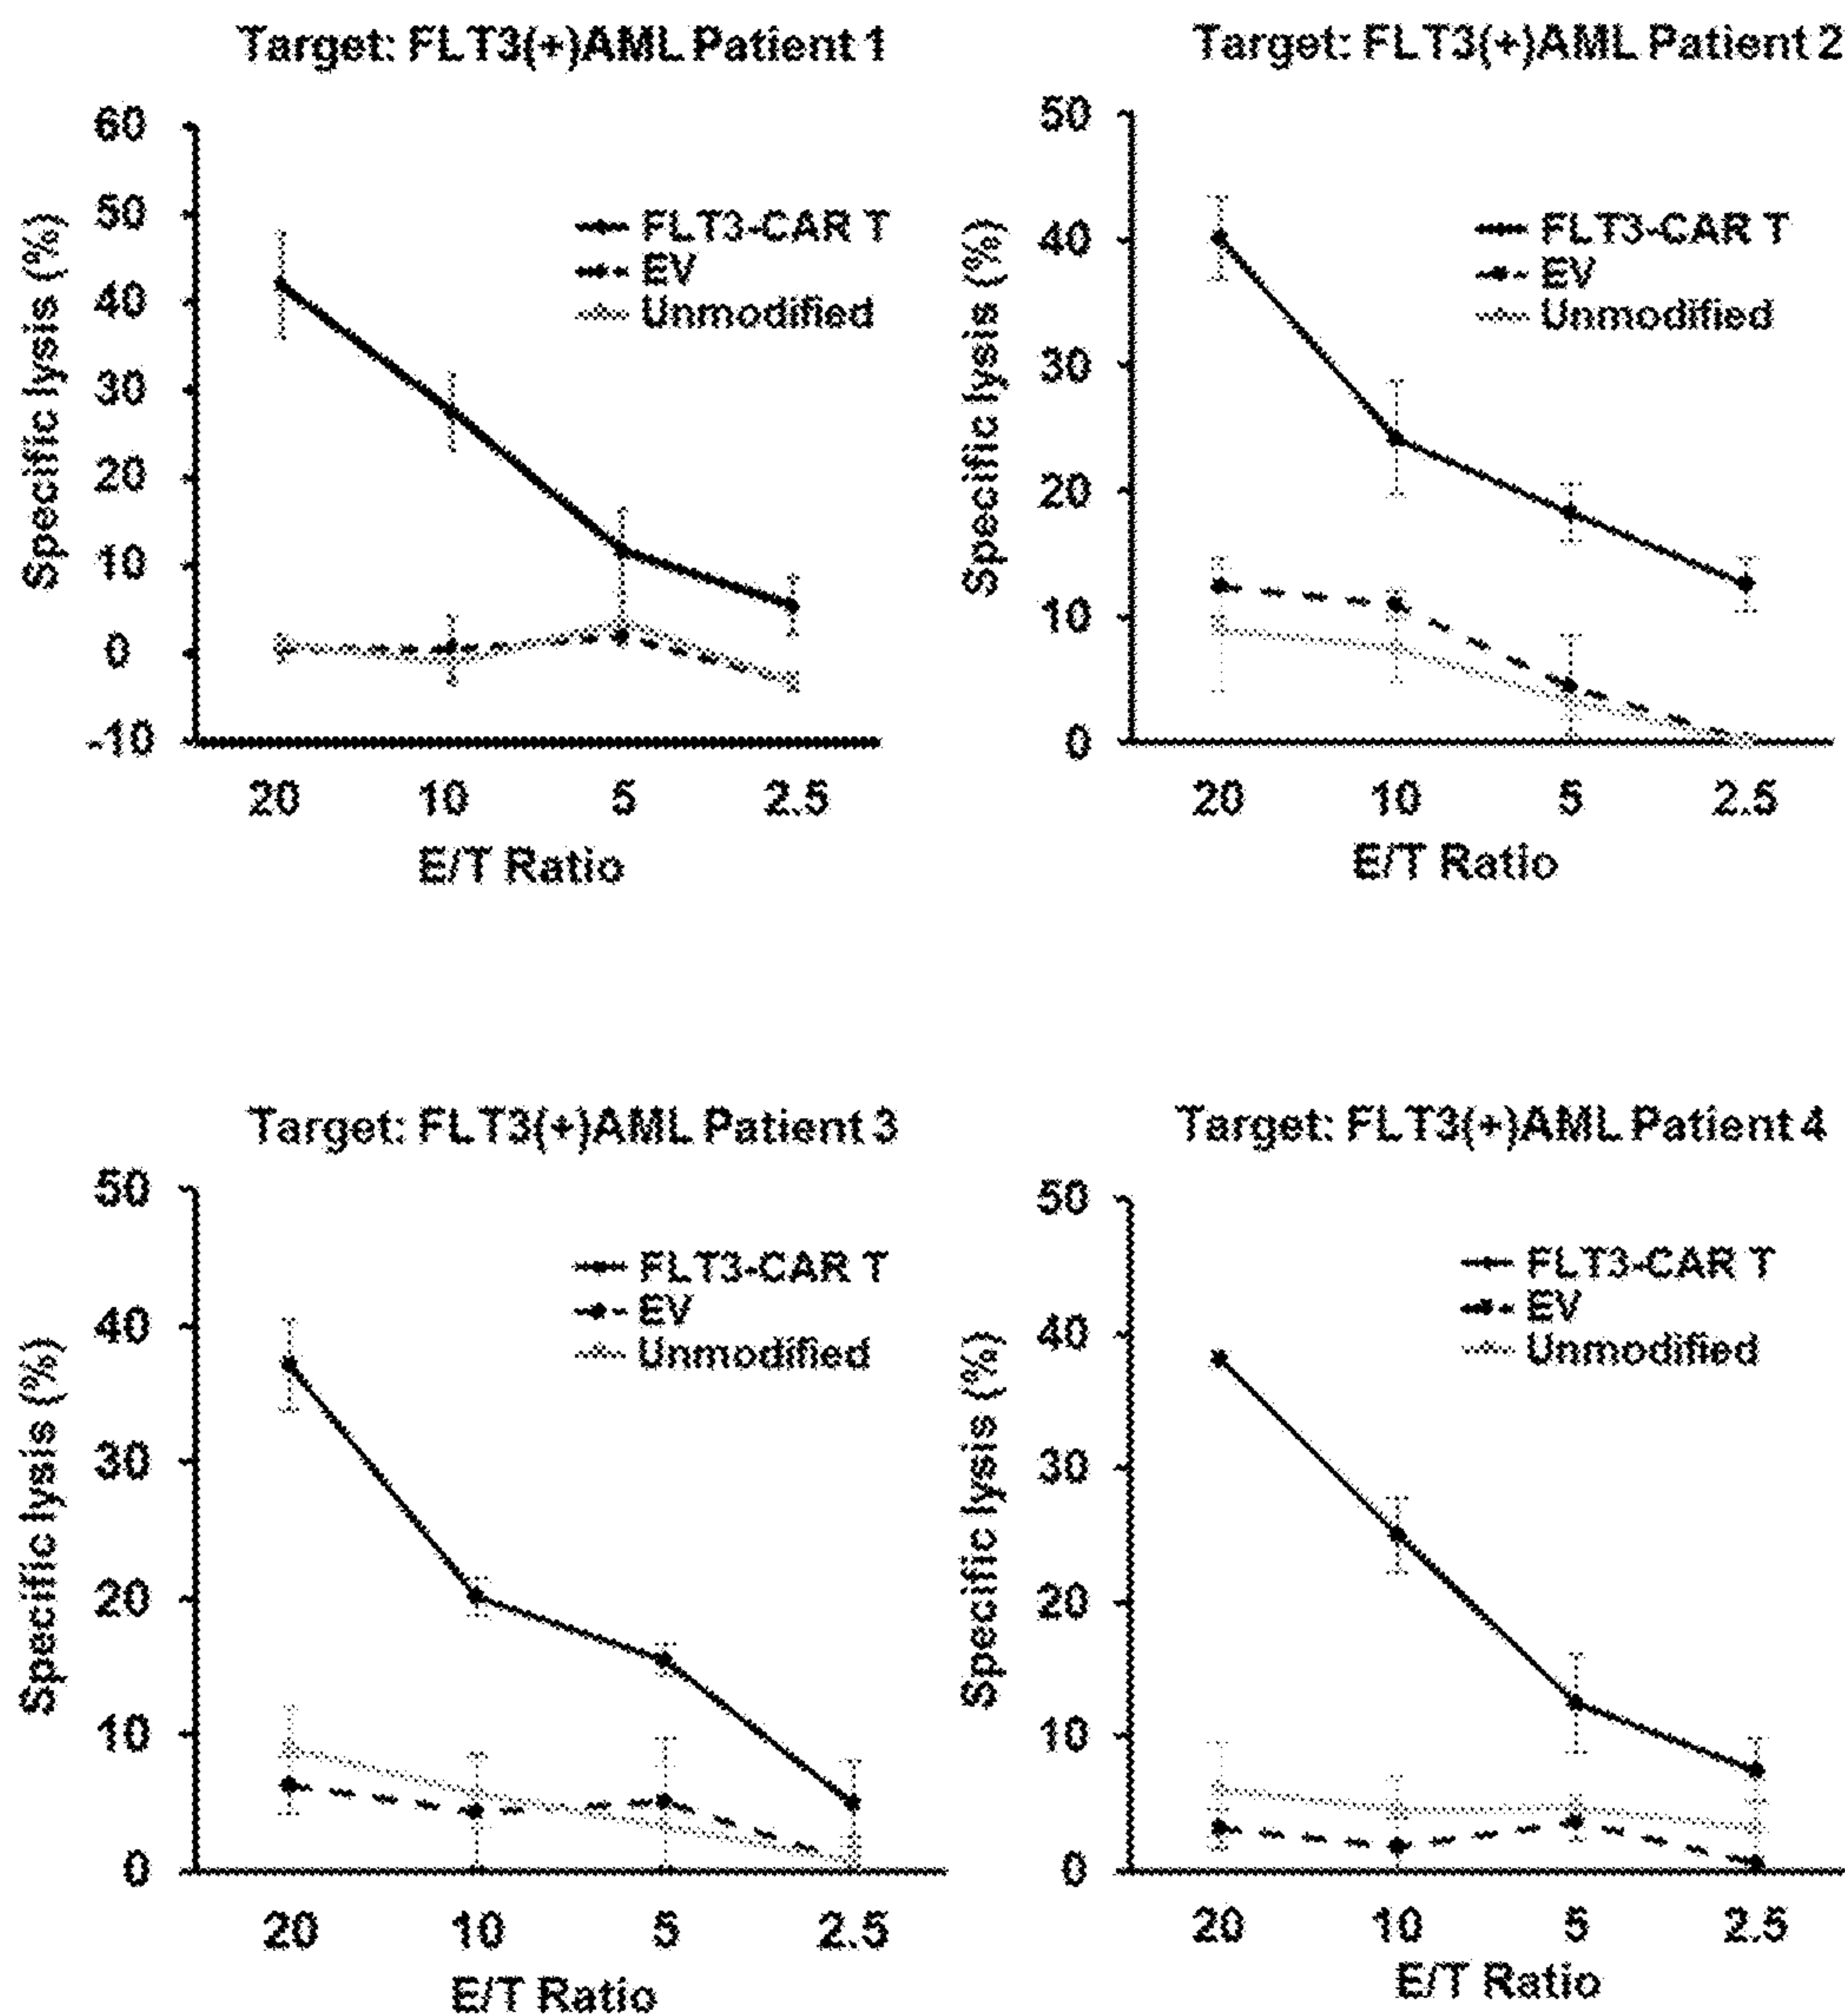 Target: FLT3(+)AML Patient 1
60
50
40
30
20
10
0
-10
Specific lysis (%)
FLT3-CAR T
EV
Unmodified
20 10 5 2.5
E/T Ratio
Target: FLT3(+)AML Patient 2
50
40
30
20
10
0
Specific lysis (%)
FLT3-CAR T
EV
Unmodified
20 10 5 2.5
E/T Ratio
Target: FLT3(+)AML Patient 3
50
40
30
20
10
0
Specific lysis (%)
FLT3-CAR T
EV
Unmodified
20 10 5 2.5
E/T Ratio
Target: FLT3(+)AML Patient 4
50
40
30
20
10
0
Specific lysis (%)
FLT3-CAR T
EV
Unmodified
20 10 5 2.5
E/T Ratio